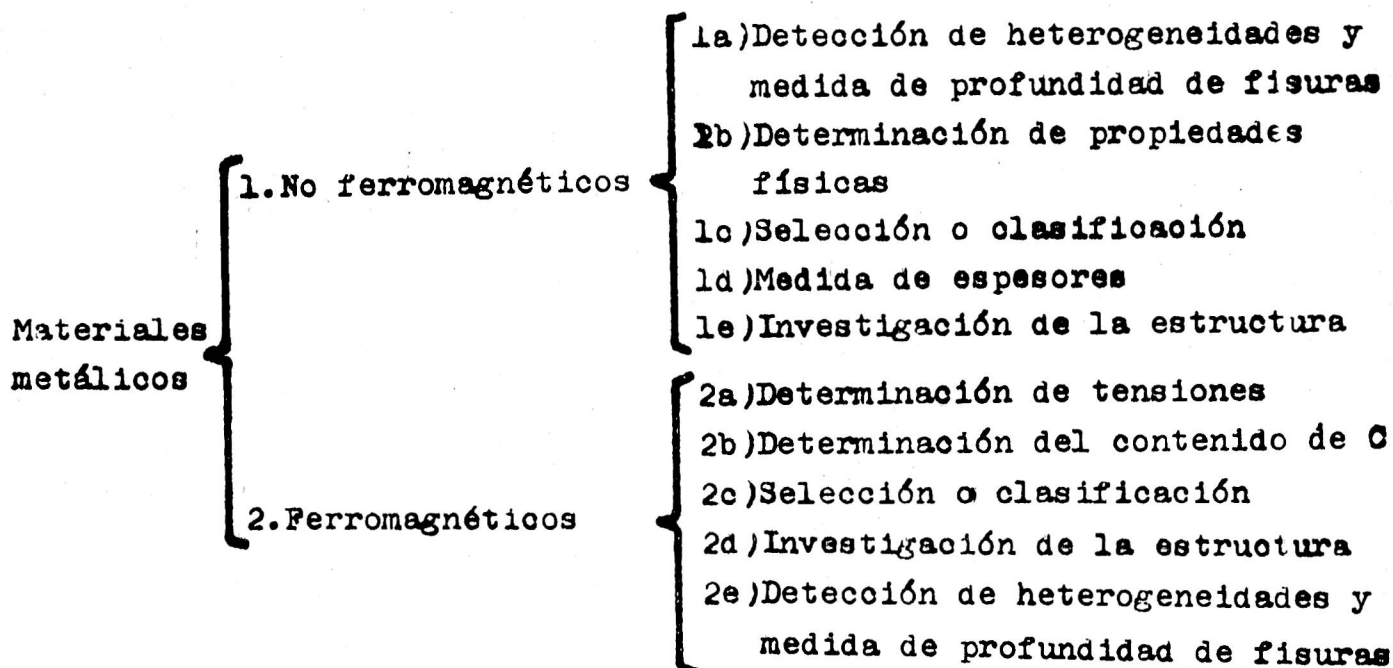 Materiales
metálicos
1.No ferromagnéticos
1a)Detección de heterogeneidades y
medida de profundidad de fisuras
1b)Determinación de propiedades
físicas
1c)Selección o clasificación
1d)Medida de espesores
1e)Investigación de la estructura
2.Ferromagnéticos
2a)Determinación de tensiones
2b)Determinación del contenido de C
2c)Selección o clasificación
2d)Investigación de la estructura
2e)Detección de heterogeneidades y
medida de profundidad de fisuras